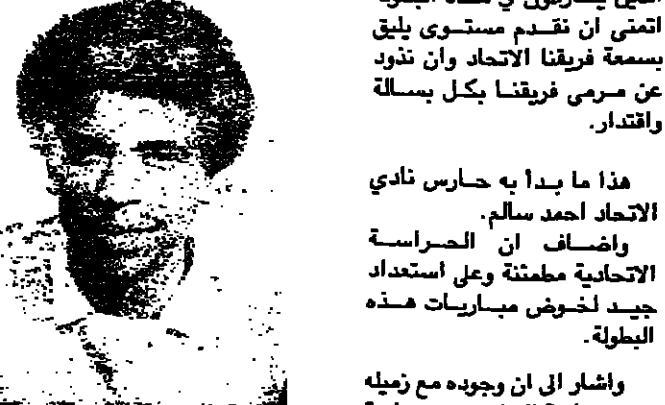 اتمنى ان نقدم مستوى يليق
بسمعة فريقنا الاتحاد وان نذود
عن مرمى فريقنا بكل بسالة
واقتدار.
هذا ما بدأ به حارس نادي
الاتحاد احمد سالم.
واضاف ان الحراسة
الاتحادية مطمئنة وعلى أستعداد
جيد لخوض مباريات هذه
البطولة.
واشار الى ان وجوده مع زميله